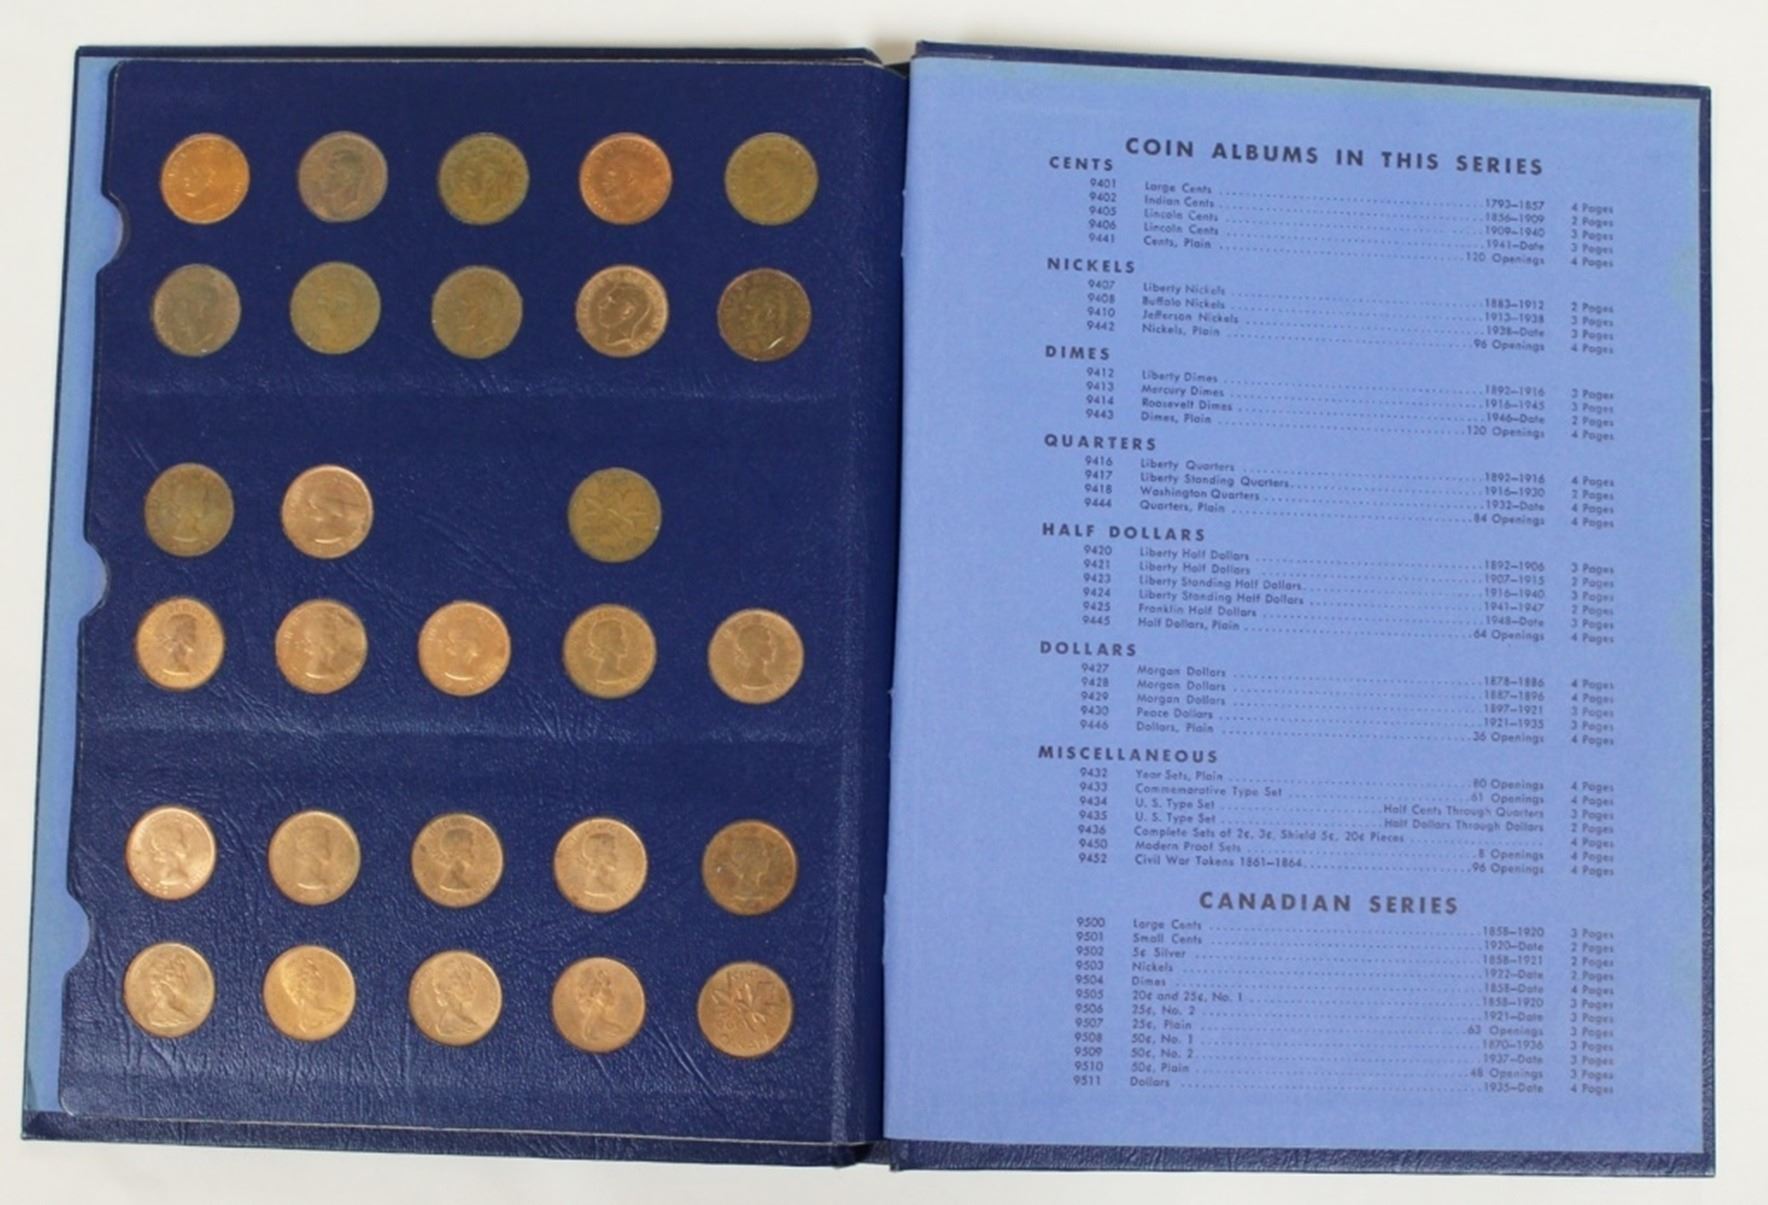 COIN ALBUMS IN THIS SERIES
CENTS
9401 Large Cents 1793–1857 4 Pages
9402 Indian Cents 1856–1909 2 Pages
9405 Lincoln Cents 1909–1940 3 Pages
9406 Lincoln Cents 1941–Date 3 Pages
9441 Cents, Plain 120 Openings 4 Pages
NICKELS
9407 Liberty Nickels 1883–1912 2 Pages
9408 Buffalo Nickels 1913–1938 3 Pages
9410 Jefferson Nickels 1938–Date 3 Pages
9442 Nickels, Plain 96 Openings 4 Pages
DIMES
9412 Liberty Dimes 1892–1916 3 Pages
9413 Mercury Dimes 1916–1945 3 Pages
9414 Roosevelt Dimes 1946–Date 2 Pages
9443 Dimes, Plain 120 Openings 4 Pages
QUARTERS
9416 Liberty Quarters 1892–1916 4 Pages
9417 Liberty Standing Quarters 1916–1930 2 Pages
9418 Washington Quarters 1932–Date 4 Pages
9444 Quarters, Plain 84 Openings 4 Pages
HALF DOLLARS
9420 Liberty Half Dollars 1892–1906 3 Pages
9421 Liberty Half Dollars 1907–1915 2 Pages
9423 Liberty Standing Half Dollars 1916–1940 3 Pages
9424 Liberty Standing Half Dollars 1941–1947 2 Pages
9425 Franklin Half Dollars 1948–Date 3 Pages
9445 Half Dollars, Plain 64 Openings 4 Pages
DOLLARS
9427 Morgan Dollars 1878–1886 4 Pages
9428 Morgan Dollars 1887–1896 4 Pages
9429 Morgan Dollars 1897–1921 3 Pages
9430 Peace Dollars 1921–1935 3 Pages
9446 Dollars, Plain 36 Openings 4 Pages
MISCELLANEOUS
9432 Year Sets, Plain 80 Openings 4 Pages
9433 Commemorative Type Set 61 Openings 4 Pages
9434 U. S. Type Set Half Cents Through Quarters 3 Pages
9435 U. S. Type Set Half Dollars Through Dollars 2 Pages
9436 Complete Sets of 2¢, 3¢, Shield 5¢, 20¢ Pieces 4 Pages
9450 Modern Proof Sets 8 Openings 4 Pages
9452 Civil War Tokens 1861–1864 96 Openings 4 Pages
CANADIAN SERIES
9500 Large Cents 1858–1920 3 Pages
9501 Small Cents 1920–Date 2 Pages
9502 5¢ Silver 1858–1921 2 Pages
9503 Nickels 1922–Date 2 Pages
9504 Dimes 1858–Date 4 Pages
9505 20¢ and 25¢, No. 1 1858–1920 3 Pages
9506 25¢, No. 2 1921–Date 3 Pages
9507 25¢, Plain 63 Openings 3 Pages
9508 50¢, No. 1 1870–1936 3 Pages
9509 50¢, No. 2 1937–Date 3 Pages
9510 50¢, Plain 48 Openings 3 Pages
9511 Dollars 1935–Date 4 Pages